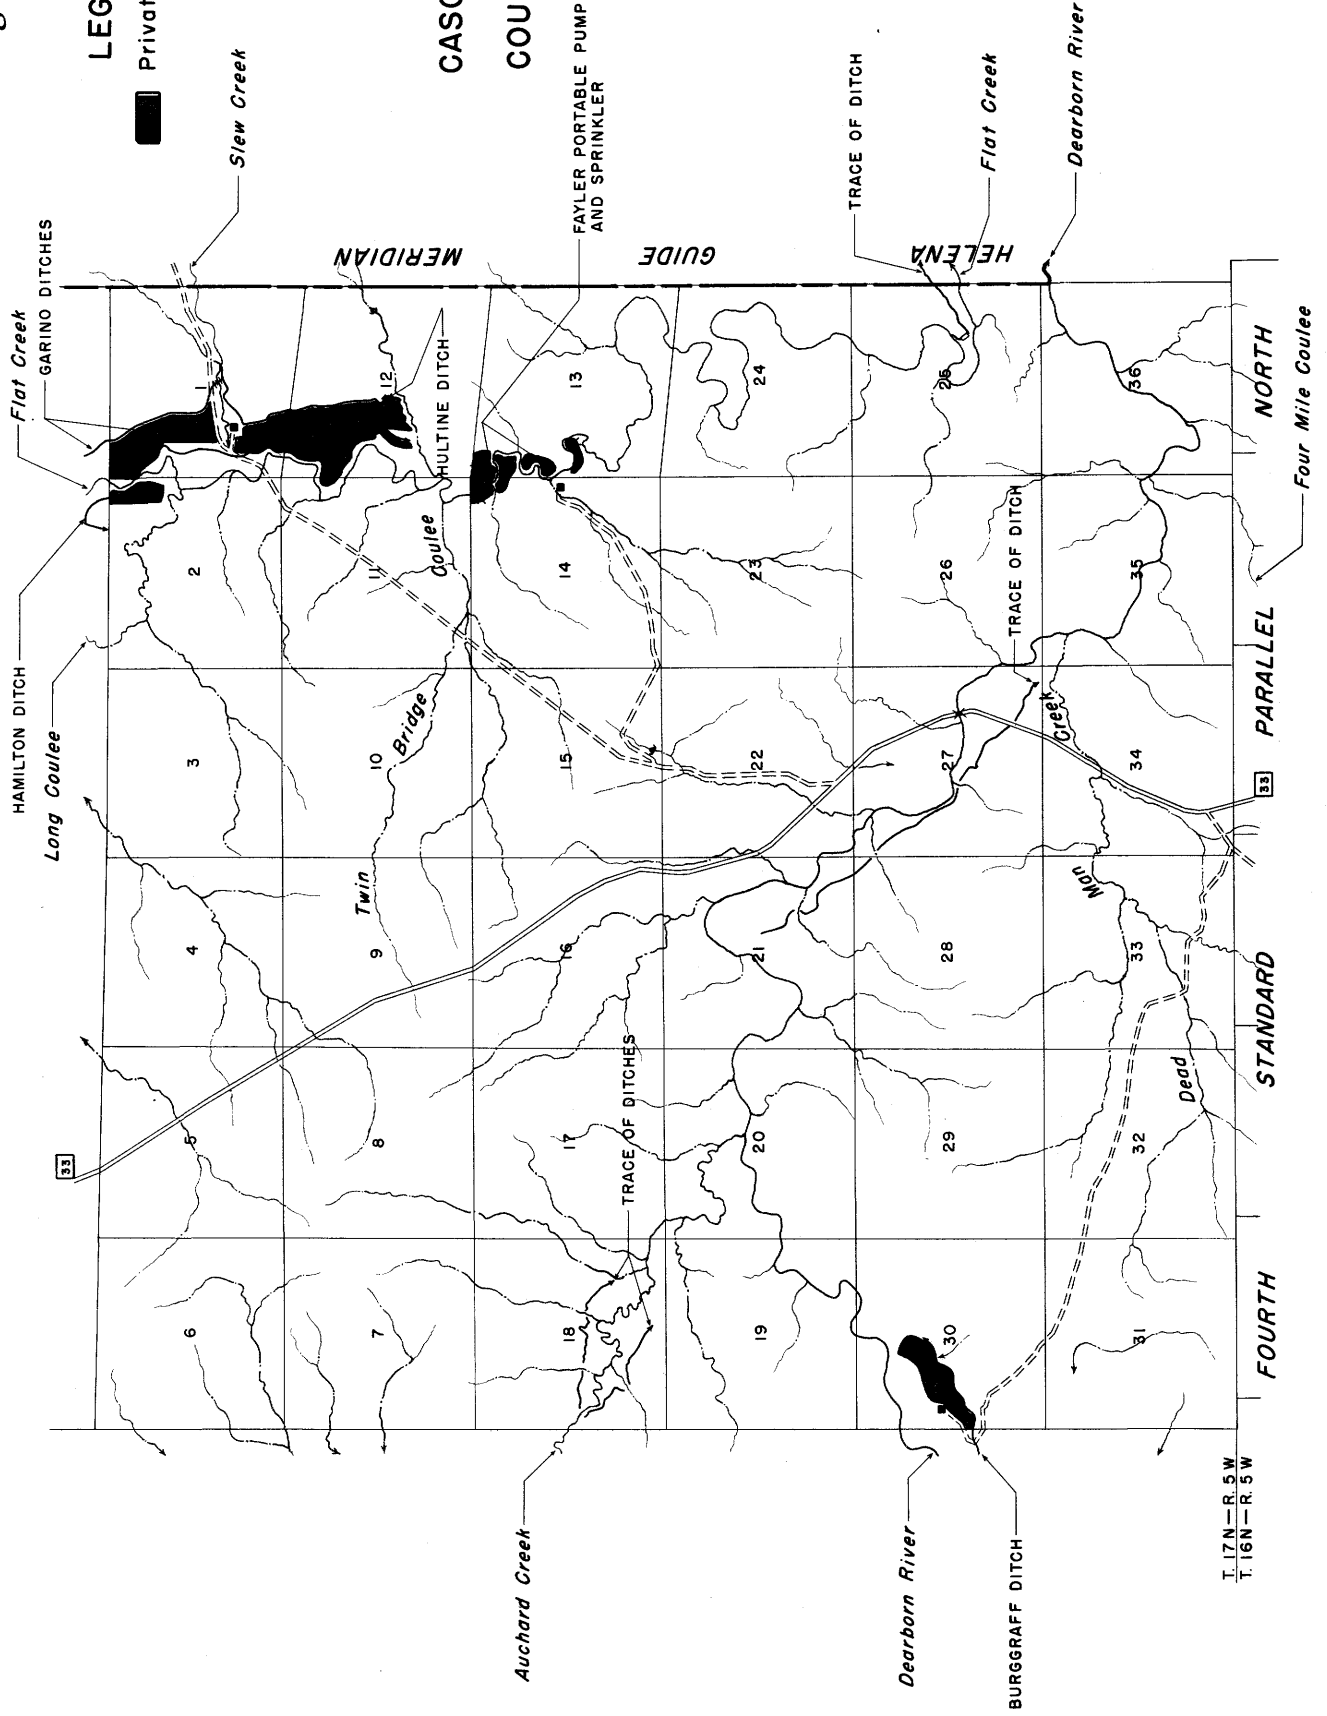 LEG
Privat
CASC
COU
HAMILTON DITCH
Long Coulee
Flat Creek
GARINO DITCHES
Slew Creek
MERIDIAN
GUIDE
HELENA
HULTINE DITCH
FAYLER PORTABLE PUMP
AND SPRINKLER
TRACE OF DITCH
Flat Creek
Dearborn River
33
6
5
4
3
2
1
7
8
9
10
11
12
Twin
Bridge
Coulee
18
17
16
15
14
13
TRACE OF DITCHES
19
20
21
22
23
24
30
29
28
27
26
25
TRACE OF DITCH
31
32
33
34
35
36
Dead
Man
Creek
33
Auchard Creek
Dearborn River
BURGGRAFF DITCH
T. 17N—R. 5W
T. 16N—R. 5W
FOURTH
STANDARD
PARALLEL
NORTH
Four Mile Coulee